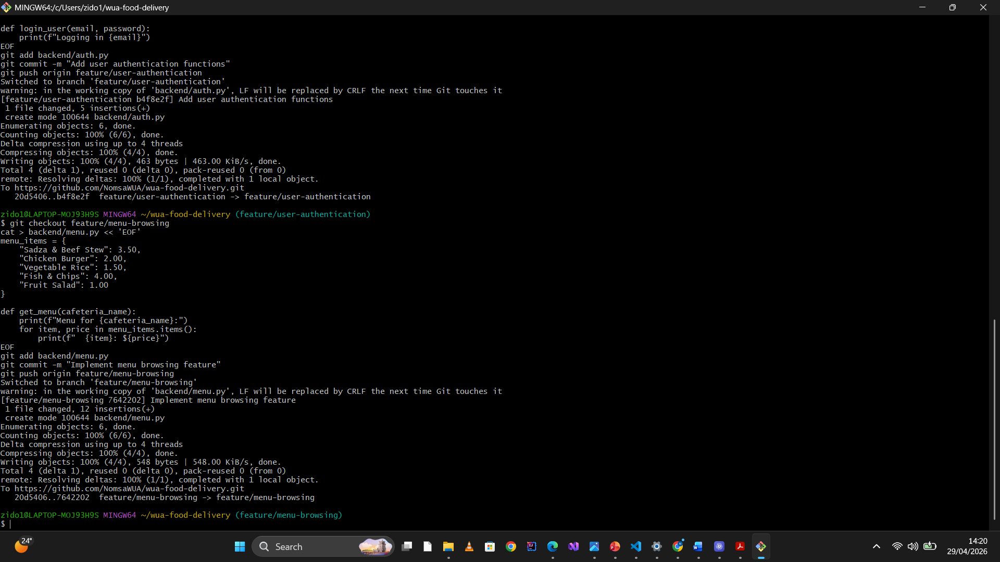 MINGW64:/c/Users/zido1/wua-food-delivery
def login_user(email, password):
    print(f"Logging in {email}")
EOF
git add backend/auth.py
git commit -m "Add user authentication functions"
git push origin feature/user-authentication
Switched to branch 'feature/user-authentication'
warning: in the working copy of 'backend/auth.py', LF will be replaced by CRLF the next time Git touches it
[feature/user-authentication b4f8e2f] Add user authentication functions
 1 file changed, 5 insertions(+)
 create mode 100644 backend/auth.py
Enumerating objects: 6, done.
Counting objects: 100% (6/6), done.
Delta compression using up to 4 threads
Compressing objects: 100% (4/4), done.
Writing objects: 100% (4/4), 463 bytes | 463.00 KiB/s, done.
Total 4 (delta 1), reused 0 (delta 0), pack-reused 0 (from 0)
remote: Resolving deltas: 100% (1/1), completed with 1 local object.
To https://github.com/NomsaWUA/wua-food-delivery.git
   20d5406..b4f8e2f  feature/user-authentication -> feature/user-authentication
zido1@LAPTOP-MOJ93H9S MINGW64 ~/wua-food-delivery (feature/user-authentication)
$ git checkout feature/menu-browsing
cat > backend/menu.py << 'EOF'
menu_items = {
    "Sadza & Beef Stew": 3.50,
    "Chicken Burger": 2.00,
    "Vegetable Rice": 1.50,
    "Fish & Chips": 4.00,
    "Fruit Salad": 1.00
}
def get_menu(cafeteria_name):
    print(f"Menu for {cafeteria_name}:")
    for item, price in menu_items.items():
        print(f"  {item}: ${price}")
EOF
git add backend/menu.py
git commit -m "Implement menu browsing feature"
git push origin feature/menu-browsing
Switched to branch 'feature/menu-browsing'
warning: in the working copy of 'backend/menu.py', LF will be replaced by CRLF the next time Git touches it
[feature/menu-browsing 7642202] Implement menu browsing feature
 1 file changed, 12 insertions(+)
 create mode 100644 backend/menu.py
Enumerating objects: 6, done.
Counting objects: 100% (6/6), done.
Delta compression using up to 4 threads
Compressing objects: 100% (4/4), done.
Writing objects: 100% (4/4), 548 bytes | 548.00 KiB/s, done.
Total 4 (delta 1), reused 0 (delta 0), pack-reused 0 (from 0)
remote: Resolving deltas: 100% (1/1), completed with 1 local object.
To https://github.com/NomsaWUA/wua-food-delivery.git
   20d5406..7642202  feature/menu-browsing -> feature/menu-browsing
zido1@LAPTOP-MOJ93H9S MINGW64 ~/wua-food-delivery (feature/menu-browsing)
$
24°
Search
14:20
29/04/2026